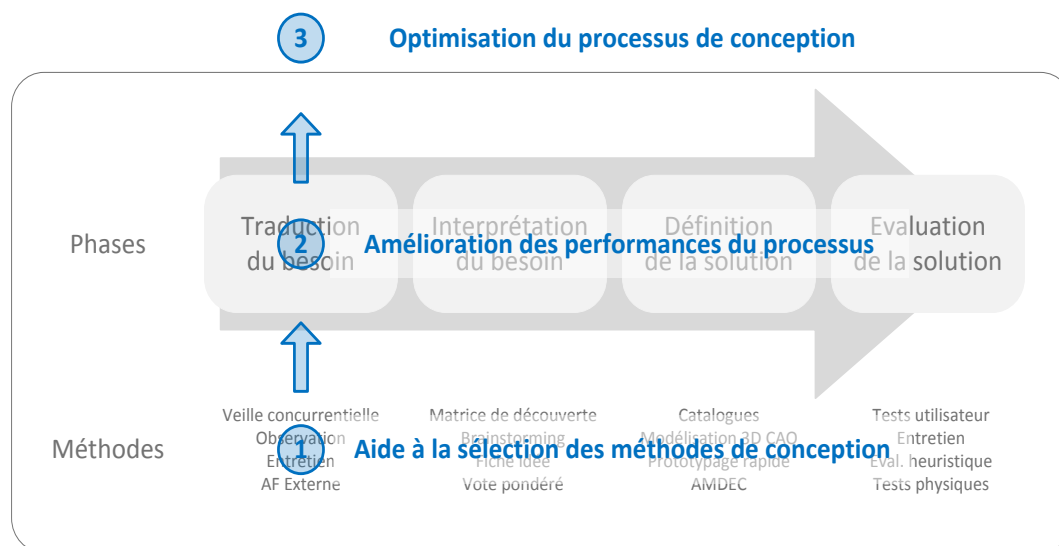 3 Optimisation du processus de conception
Phases
Traduction
du besoin
Interprétation
du besoin
Définition
de la solution
Evaluation
de la solution
2 Amélioration des performances du processus
Méthodes
Veille concurrentielle
Observation
Entretien
AF Externe
Matrice de découverte
Brainstorming
Fiche idée
Vote pondéré
Catalogues
Modélisation 3D CAO
Prototypage rapide
AMDEC
Tests utilisateur
Entretien
Eval. heuristique
Tests physiques
1 Aide à la sélection des méthodes de conception